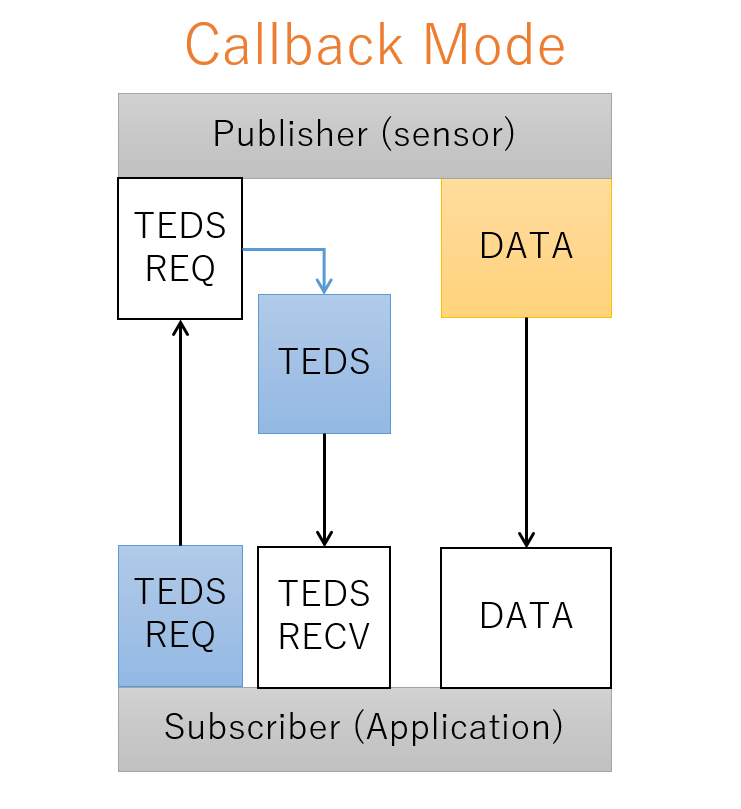 Callback Mode
Publisher (sensor)
TEDS
REQ
DATA
TEDS
TEDS
REQ
TEDS
RECV
DATA
Subscriber (Application)